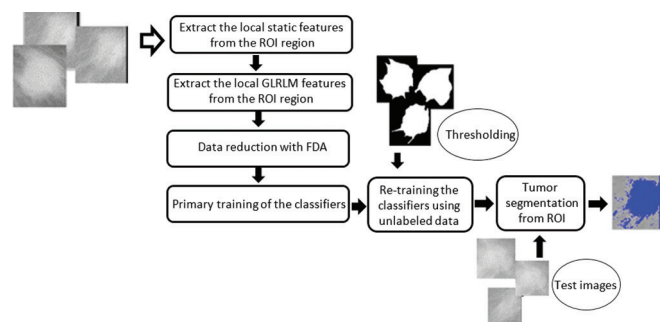 Extract the local static features
from the ROI region
Extract the local GLRLM features
from the ROI region
Data reduction with FDA
Primary training of the classifiers
Thresholding
Re-training the
classifiers using
unlabeled data
Tumor
segmentation
from ROI
Test images